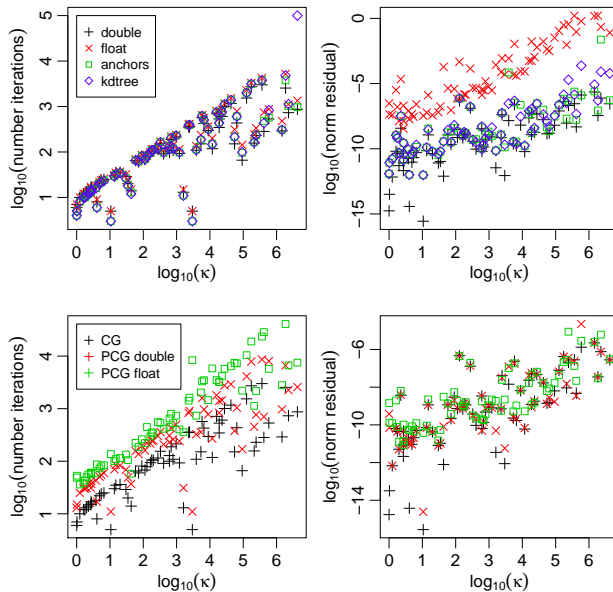 log10(number iterations)
5
4
3
2
1
double
float
anchors
kdtree
0 1 2 3 4 5 6
log10(κ)
log10(norm residual)
0
−5
−10
−15
0 1 2 3 4 5 6
log10(κ)
log10(number iterations)
4
3
2
1
CG
PCG double
PCG float
0 1 2 3 4 5 6
log10(κ)
log10(norm residual)
−6
−10
−14
0 1 2 3 4 5 6
log10(κ)